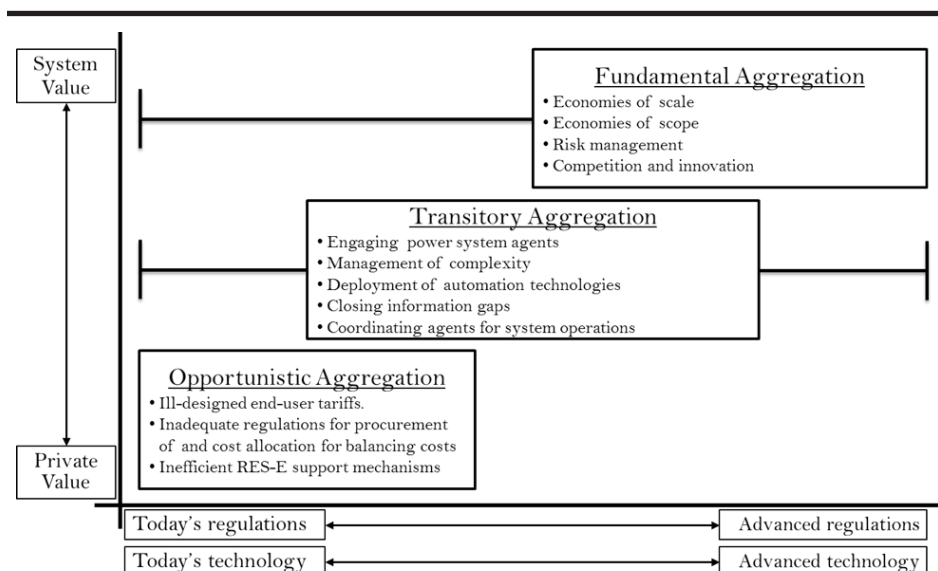 System
Value
Fundamental Aggregation
• Economies of scale
• Economies of scope
• Risk management
• Competition and innovation
Transitory Aggregation
• Engaging power system agents
• Management of complexity
• Deployment of automation technologies
• Closing information gaps
• Coordinating agents for system operations
Opportunistic Aggregation
• Ill-designed end-user tariffs.
• Inadequate regulations for procurement
of and cost allocation for balancing costs
• Inefficient RES-E support mechanisms
Private
Value
Today's regulations
Advanced regulations
Today's technology
Advanced technology